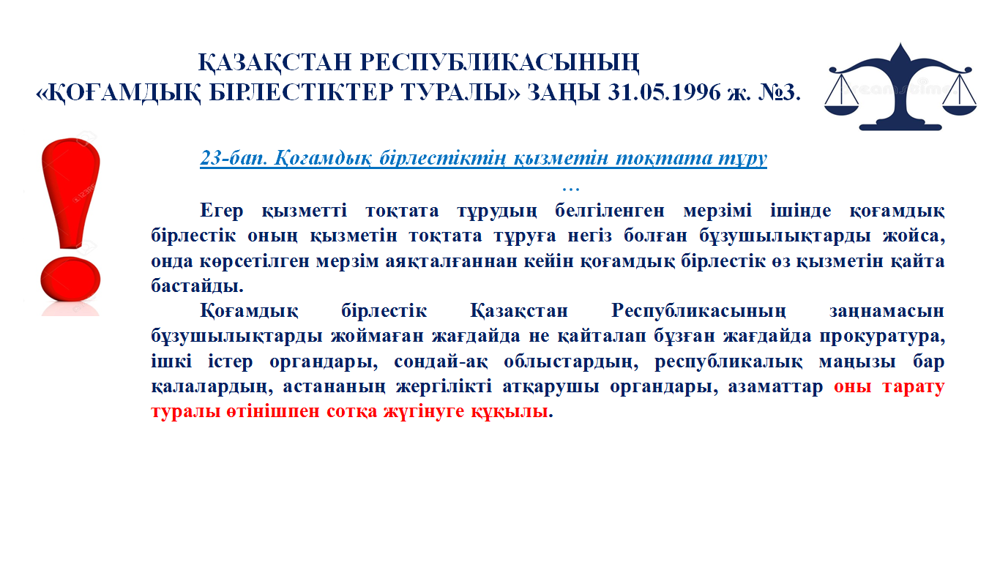 ҚАЗАҚСТАН РЕСПУБЛИКАСЫНЫҢ
«ҚОҒАМДЫҚ БІРЛЕСТІКТЕР ТУРАЛЫ» ЗАҢЫ 31.05.1996 ж. №3.
23-бап. Қоғамдық бірлестіктің қызметін тоқтата тұру
…
Егер қызметті тоқтата тұрудың белгіленген мерзімі ішінде қоғамдық
бірлестік оның қызметін тоқтата тұруға негіз болған бұзушылықтарды жойса,
онда көрсетілген мерзім аяқталғаннан кейін қоғамдық бірлестік өз қызметін қайта
бастайды.
Қоғамдық бірлестік Қазақстан Республикасының заңнамасын
бұзушылықтарды жоймаған жағдайда не қайталап бұзған жағдайда прокуратура,
ішкі істер органдары, сондай-ақ облыстардың, республикалық маңызы бар
қалалардың, астананың жергілікті атқарушы органдары, азаматтар оны тарату
туралы өтінішпен сотқа жүгінуге құқылы.